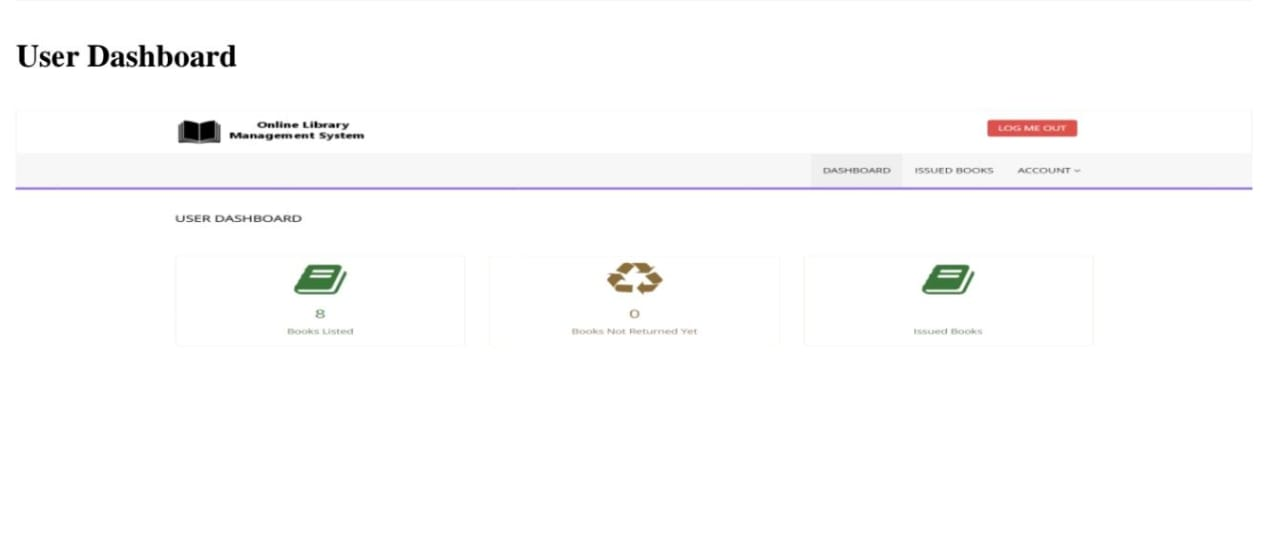 User Dashboard
Online Library
Management System
LOG ME OUT
DASHBOARD
ISSUED BOOKS
ACCOUNT
USER DASHBOARD
8
Books Listed
0
Books Not Returned Yet
Issued Books